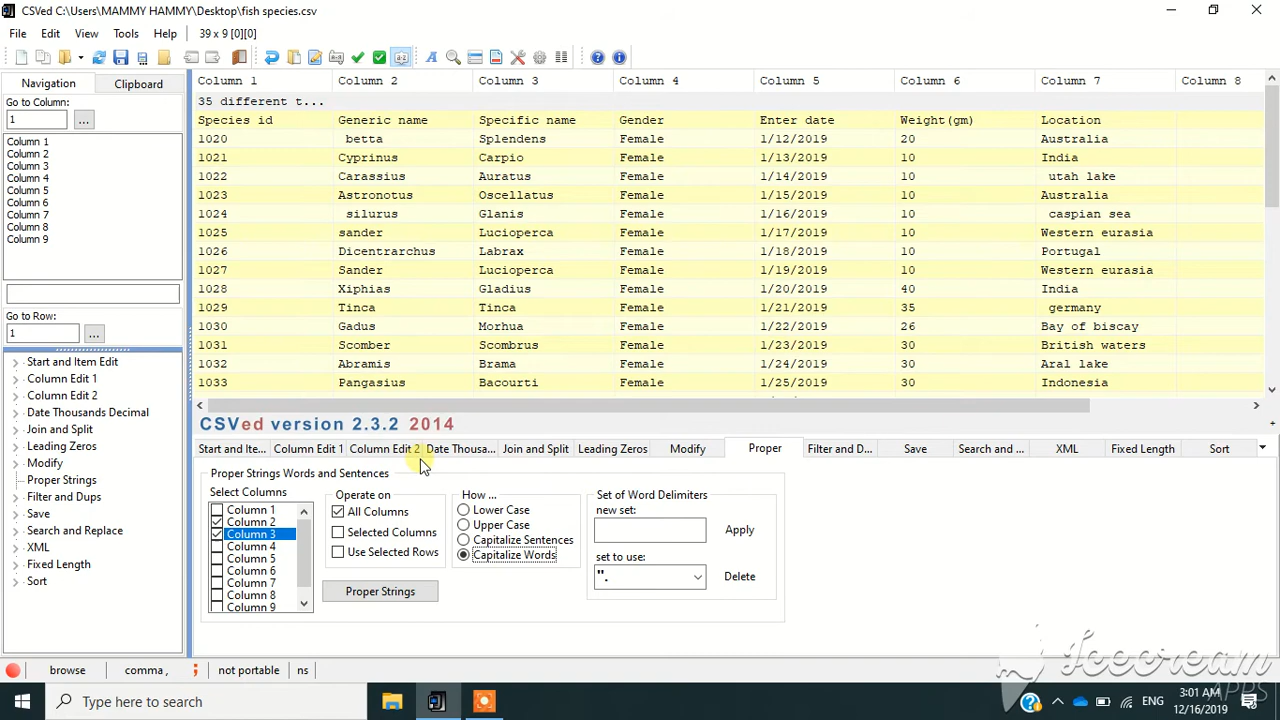 CSVed C:\Users\MAMMY HAMMY\Desktop\fish species.csv
File Edit View Tools Help 39 x 9 [0][0]
Navigation Clipboard
Go to Column:
1 ...
Column 1
Column 2
Column 3
Column 4
Column 5
Column 6
Column 7
Column 8
Column 9
Go to Row:
1 ...
Start and Item Edit
Column Edit 1
Column Edit 2
Date Thousands Decimal
Join and Split
Leading Zeros
Modify
Proper Strings
Filter and Dups
Save
Search and Replace
XML
Fixed Length
Sort
Column 1 Column 2 Column 3 Column 4 Column 5 Column 6 Column 7 Column 8
35 different t...
Species id Generic name Specific name Gender Enter date Weight(gm) Location
1020 betta Splendens Female 1/12/2019 20 Australia
1021 Cyprinus Carpio Female 1/13/2019 10 India
1022 Carassius Auratus Female 1/14/2019 10 utah lake
1023 Astronotus Oscellatus Female 1/15/2019 10 Australia
1024 silurus Glanis Female 1/16/2019 10 caspian sea
1025 sander Lucioperca Female 1/17/2019 10 Western eurasia
1026 Dicentrarchus Labrax Female 1/18/2019 10 Portugal
1027 Sander Lucioperca Female 1/19/2019 10 Western eurasia
1028 Xiphias Gladius Female 1/20/2019 40 India
1029 Tinca Tinca Female 1/21/2019 35 germany
1030 Gadus Morhua Female 1/22/2019 26 Bay of biscay
1031 Scomber Scombrus Female 1/23/2019 30 British waters
1032 Abramis Brama Female 1/24/2019 30 Aral lake
1033 Pangasius Bacourti Female 1/25/2019 30 Indonesia
CSVed version 2.3.2 2014
Start and Ite... Column Edit 1 Column Edit 2 Date Thousa... Join and Split Leading Zeros Modify Proper Filter and D... Save Search and ... XML Fixed Length Sort
Proper Strings Words and Sentences
Select Columns
Column 1
Column 2
Column 3
Column 4
Column 5
Column 6
Column 7
Column 8
Column 9
Operate on
All Columns
Selected Columns
Use Selected Rows
Proper Strings
How ...
Lower Case
Upper Case
Capitalize Sentences
Capitalize Words
Set of Word Delimiters
new set:
Apply
set to use:
". Delete
browse comma , ; not portable ns
Icecream
APPS
Type here to search
ENG
3:01 AM
12/16/2019